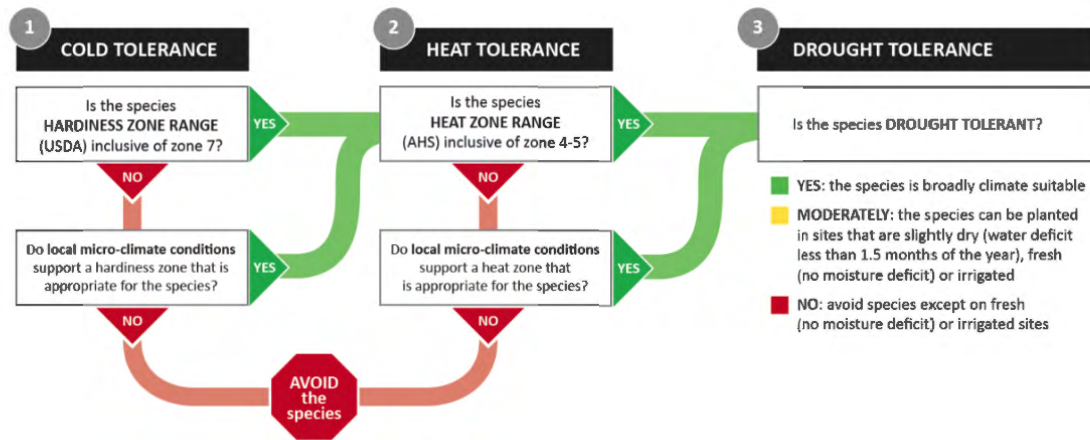 1
COLD TOLERANCE
Is the species
HARDINESS ZONE RANGE
(USDA) inclusive of zone 7?
YES
NO
Do local micro-climate conditions
support a hardiness zone that is
appropriate for the species?
YES
NO
2
HEAT TOLERANCE
Is the species
HEAT ZONE RANGE
(AHS) inclusive of zone 4-5?
YES
NO
Do local micro-climate conditions
support a heat zone that
is appropriate for the species?
YES
NO
AVOID
the
species
3
DROUGHT TOLERANCE
Is the species DROUGHT TOLERANT?
YES: the species is broadly climate suitable
MODERATELY: the species can be planted
in sites that are slightly dry (water deficit
less than 1.5 months of the year), fresh
(no moisture deficit) or irrigated
NO: avoid species except on fresh
(no moisture deficit) or irrigated sites